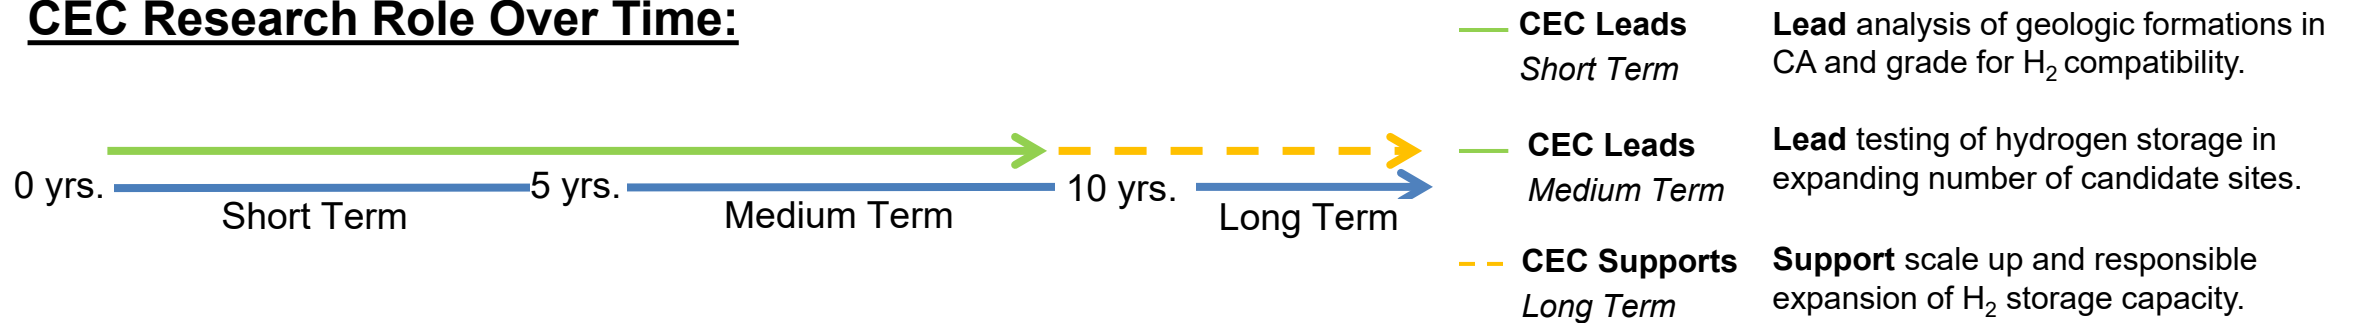 CEC Research Role Over Time:
0 yrs.
5 yrs.
10 yrs.
Short Term
Medium Term
Long Term
CEC Leads
Short Term
Lead analysis of geologic formations in
CA and grade for H₂ compatibility.
CEC Leads
Medium Term
Lead testing of hydrogen storage in
expanding number of candidate sites.
CEC Supports
Long Term
Support scale up and responsible
expansion of H₂ storage capacity.